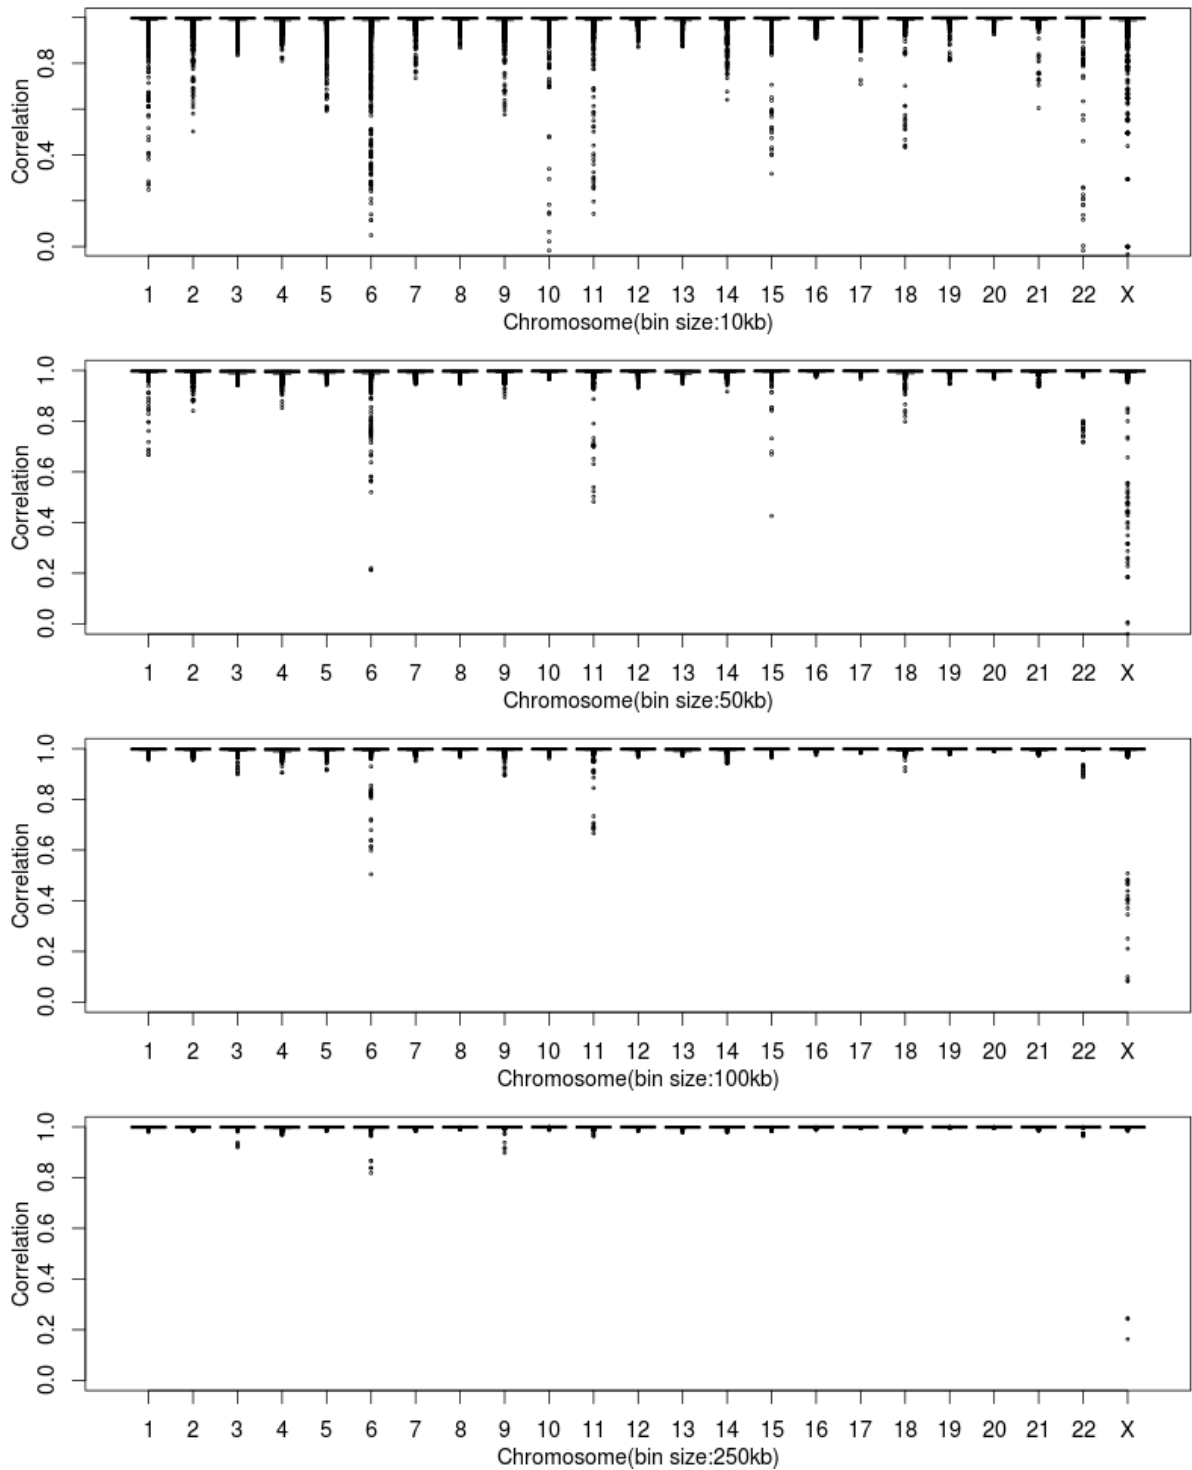 Correlation
0.8
0.4
0.0
1 2 3 4 5 6 7 8 9 10 11 12 13 14 15 16 17 18 19 20 21 22 X
Chromosome(bin size:10kb)
Correlation
1.0
0.8
0.6
0.4
0.2
0.0
1 2 3 4 5 6 7 8 9 10 11 12 13 14 15 16 17 18 19 20 21 22 X
Chromosome(bin size:50kb)
Correlation
1.0
0.8
0.6
0.4
0.2
0.0
1 2 3 4 5 6 7 8 9 10 11 12 13 14 15 16 17 18 19 20 21 22 X
Chromosome(bin size:100kb)
Correlation
1.0
0.8
0.6
0.4
0.2
0.0
1 2 3 4 5 6 7 8 9 10 11 12 13 14 15 16 17 18 19 20 21 22 X
Chromosome(bin size:250kb)